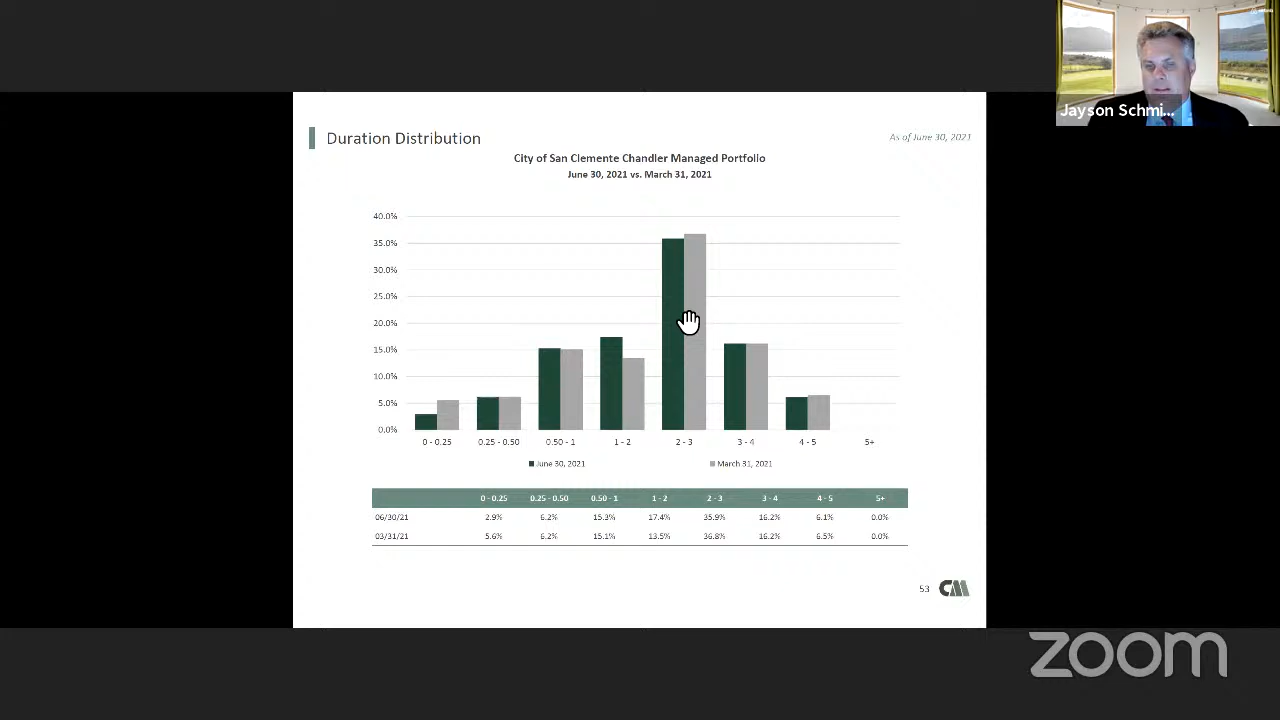 Jayson Schmi...
Duration Distribution
As of June 30, 2021
City of San Clemente Chandler Managed Portfolio
June 30, 2021 vs. March 31, 2021
40.0%
35.0%
30.0%
25.0%
20.0%
15.0%
10.0%
5.0%
0.0%
0 - 0.25 0.25 - 0.50 0.50 - 1 1 - 2 2 - 3 3 - 4 4 - 5 5+
June 30, 2021 March 31, 2021
0 - 0.25 0.25 - 0.50 0.50 - 1 1 - 2 2 - 3 3 - 4 4 - 5 5+
06/30/21 2.9% 6.2% 15.3% 17.4% 35.9% 16.2% 6.1% 0.0%
03/31/21 5.6% 6.2% 15.1% 13.5% 36.8% 16.2% 6.5% 0.0%
53 CM
zoom